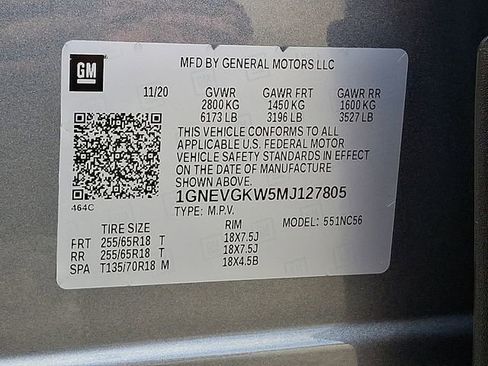 GM
MFD BY GENERAL MOTORS LLC
11/20 GVWR GAWR FRT GAWR RR
2800 KG 1450 KG 1600 KG
6173 LB 3196 LB 3527 LB
THIS VEHICLE CONFORMS TO ALL
APPLICABLE U.S. FEDERAL MOTOR
VEHICLE SAFETY STANDARDS IN EFFECT
ON THE DATE OF MANUFACTURE
SHOWN ABOVE.
464C
1GNEVGKW5MJ127805
TYPE: M.P.V. MODEL: 551NC56
TIRE SIZE RIM
FRT 255/65R18 T 18X7.5J
RR 255/65R18 T 18X7.5J
SPA T135/70R18 M 18X4.5B